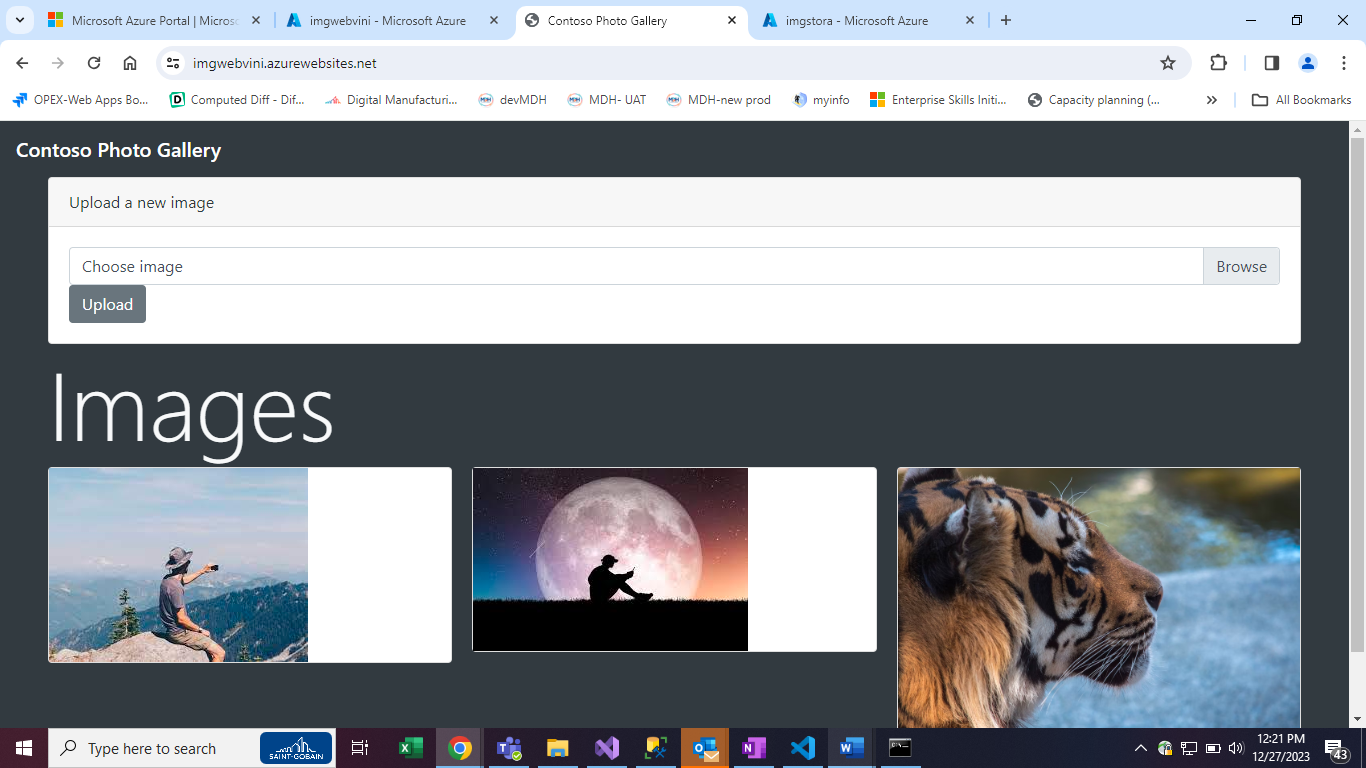 Microsoft Azure Portal | Microso
imgwebvini - Microsoft Azure
Contoso Photo Gallery
imgstora - Microsoft Azure
imgwebvini.azurewebsites.net
OPEX-Web Apps Bo...
Computed Diff - Dif...
Digital Manufacturi...
devMDH
MDH- UAT
MDH-new prod
myinfo
Enterprise Skills Initi...
Capacity planning (...
All Bookmarks
Contoso Photo Gallery
Upload a new image
Choose image
Browse
Upload
Images
Type here to search
SAINT-GOBAIN
12:21 PM
12/27/2023
43